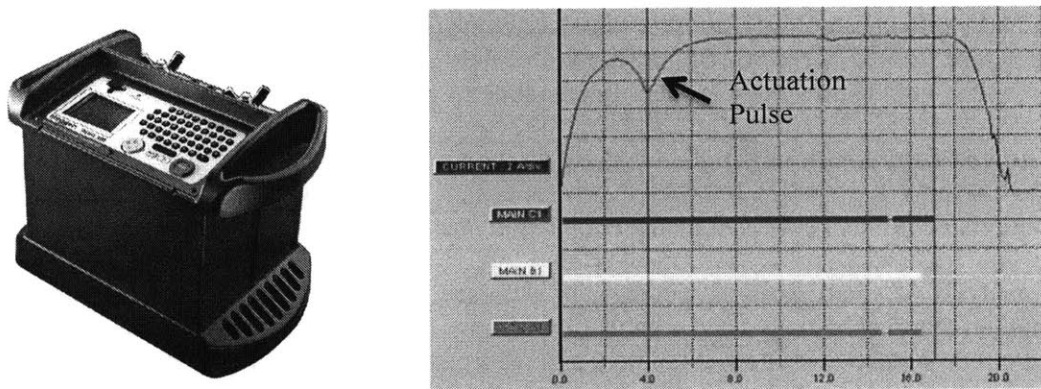 Actuation
Pulse
CURRENT : 2 A/div
MAIN C1
MAIN B1
0.0 4.0 8.0 12.0 16.0 20.0